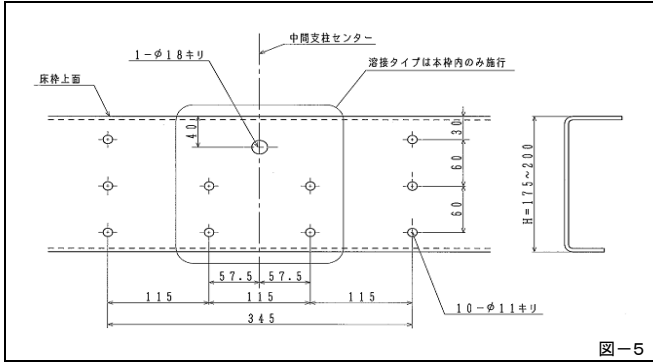 中間支柱センター
1-φ18キリ
溶接タイプは本枠内のみ施行
床枠上面
40
30
60
60
H=175~200
57.5
57.5
115
115
115
10-φ11キリ
345
図-5